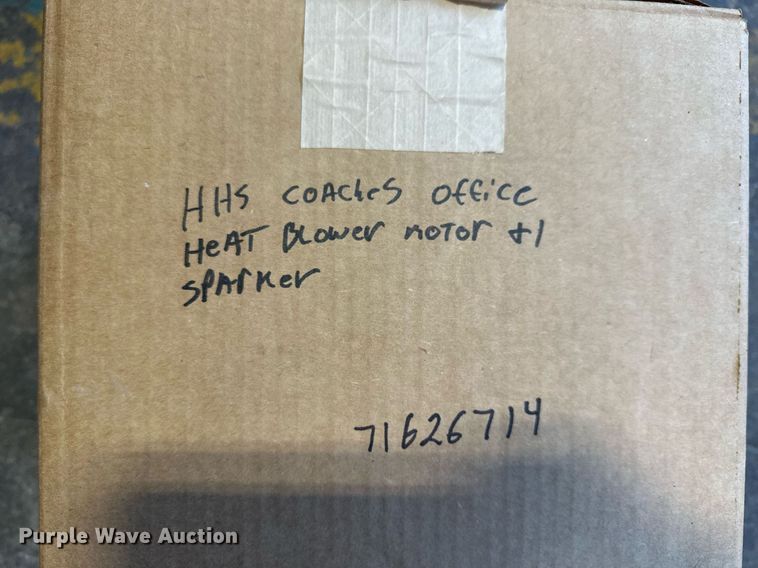 HHS COAChES OffiCE
HEAT BLOWEr MOTOR +1
SPArKEr
71626714
Purple Wave Auction